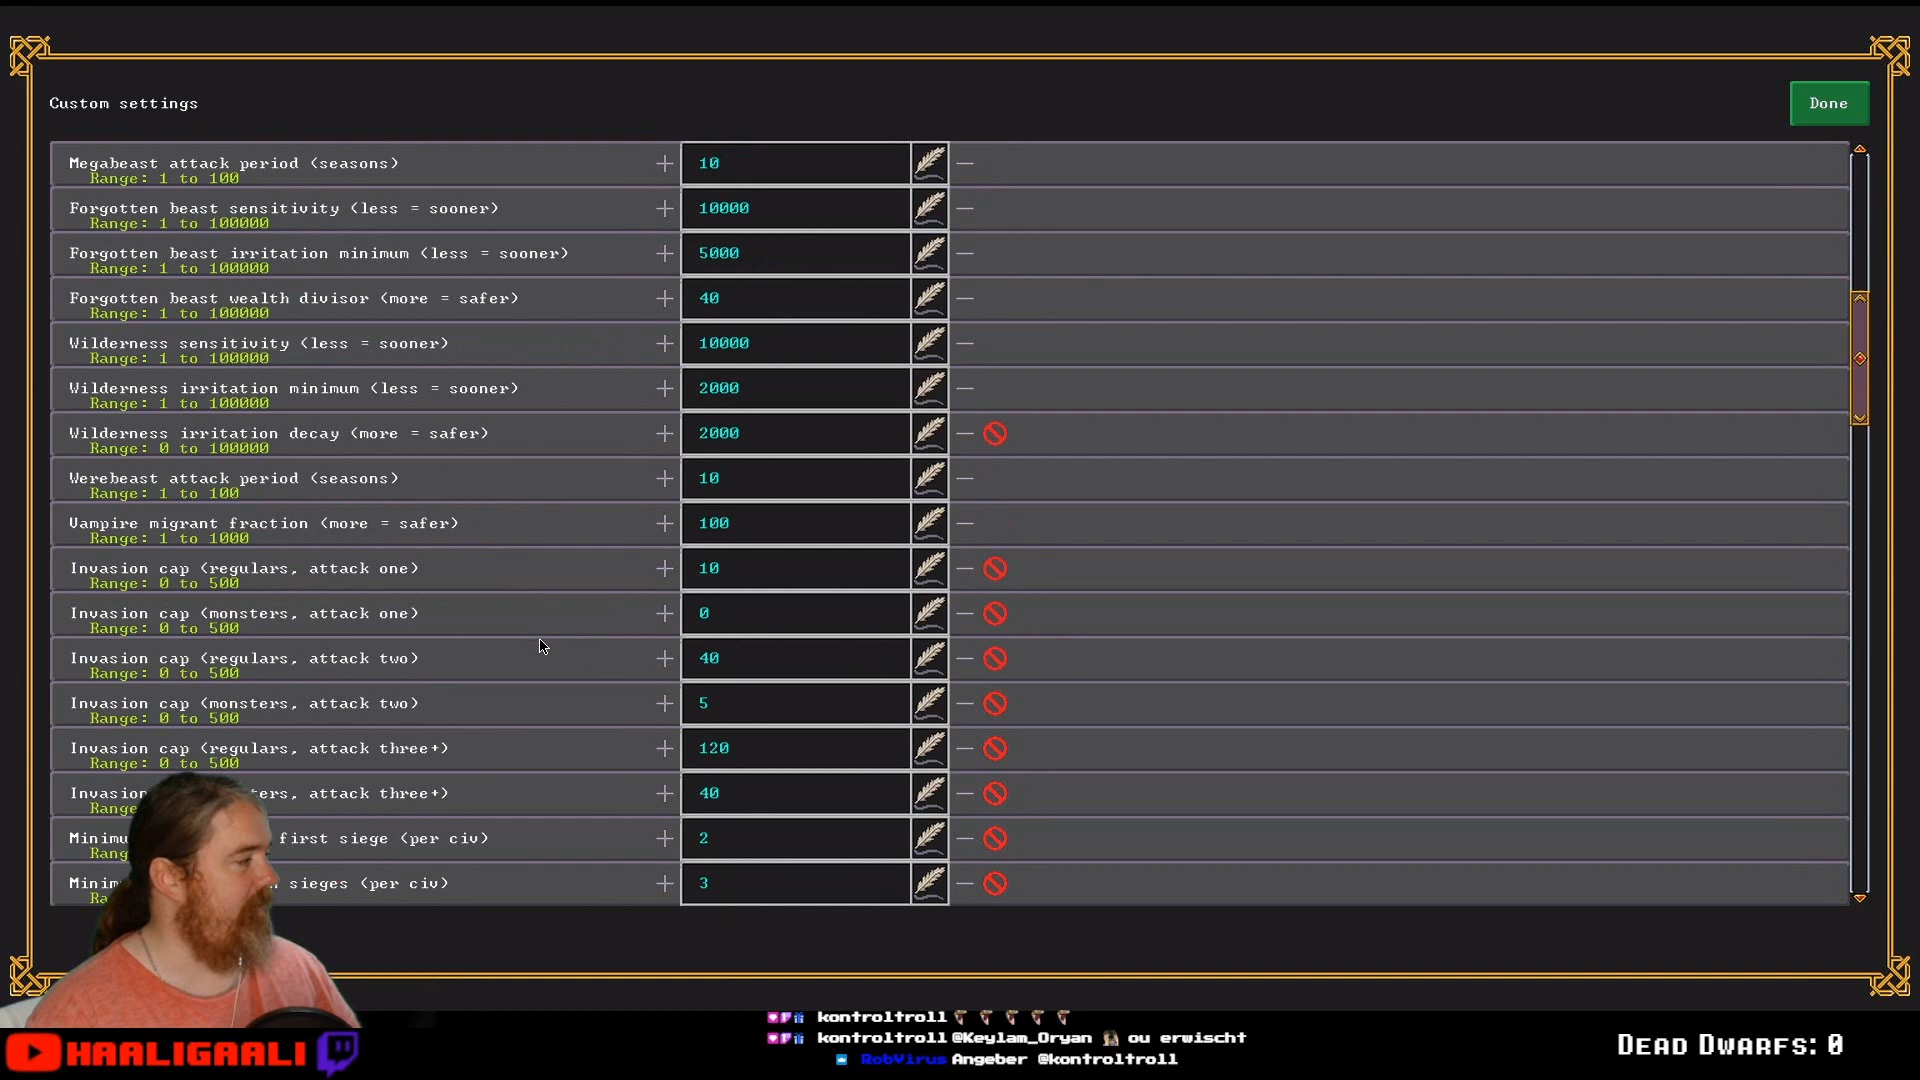 Custom settings
Done
Megabeast attack period (seasons)
Range: 1 to 100
10
Forgotten beast sensitivity (less = sooner)
Range: 1 to 100000
10000
Forgotten beast irritation minimum (less = sooner)
Range: 1 to 100000
5000
Forgotten beast wealth divisor (more = safer)
Range: 1 to 100000
40
Wilderness sensitivity (less = sooner)
Range: 1 to 100000
10000
Wilderness irritation minimum (less = sooner)
Range: 1 to 100000
2000
Wilderness irritation decay (more = safer)
Range: 0 to 100000
2000
Werebeast attack period (seasons)
Range: 1 to 100
10
Vampire migrant fraction (more = safer)
Range: 1 to 1000
100
Invasion cap (regulars, attack one)
Range: 0 to 500
10
Invasion cap (monsters, attack one)
Range: 0 to 500
0
Invasion cap (regulars, attack two)
Range: 0 to 500
40
Invasion cap (monsters, attack two)
Range: 0 to 500
5
Invasion cap (regulars, attack three+)
Range: 0 to 500
120
Invasion attack three+)
40
first siege (per civ)
2
sieges (per civ)
3
kontroltroll
kontroltroll @Keylam_Oryan ou erwischt
RobVirus Angeber @kontroltroll
HAALIGAALI
Dead Dwarfs: 0